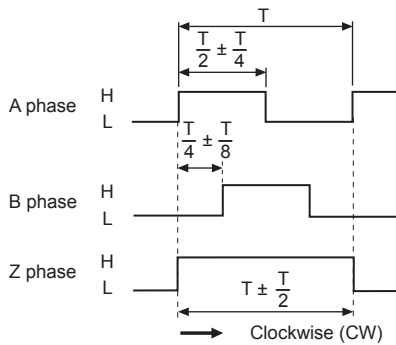 T
T/2 ± T/4
A phase H
L
T/4 ± T/8
B phase H
L
Z phase H
L
T ± T/2
Clockwise (CW)